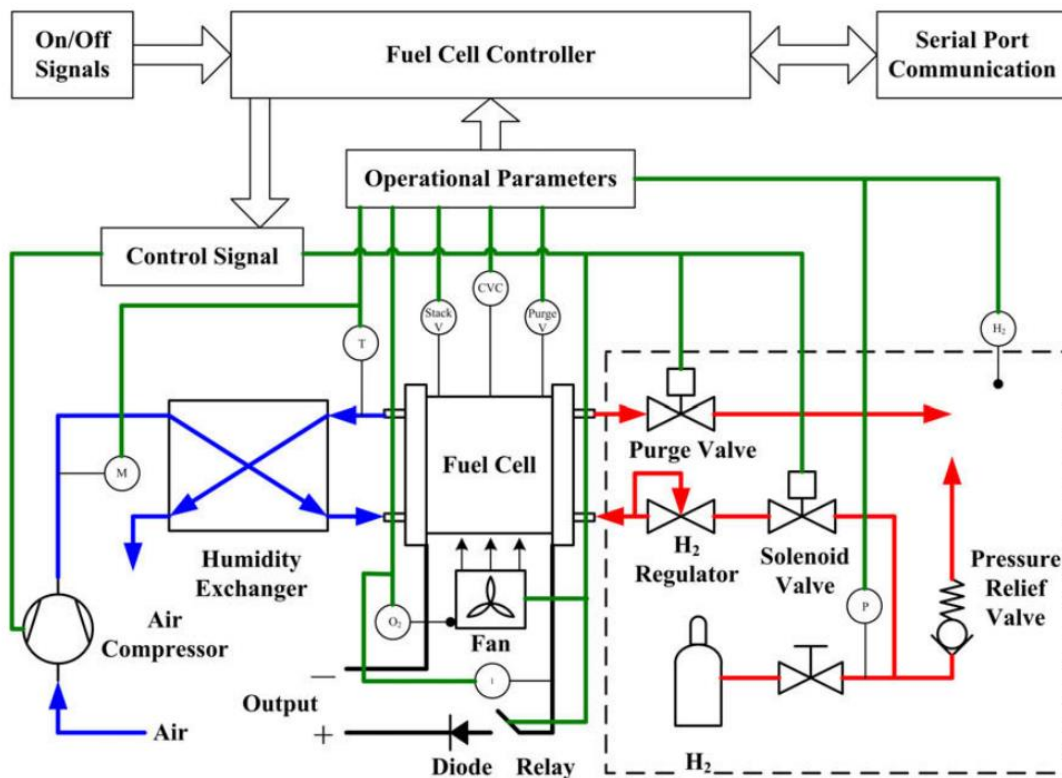 On/Off
Signals
Fuel Cell Controller
Serial Port
Communication
Operational Parameters
Control Signal
Stack
V
CVC
Purge
V
T
H₂
M
Purge Valve
Fuel Cell
Humidity
Exchanger
H₂
Regulator
Solenoid
Valve
Pressure
Relief
Valve
Air
Compressor
O₂
Fan
P
I
−
Output
+
Air
Diode
Relay
H₂